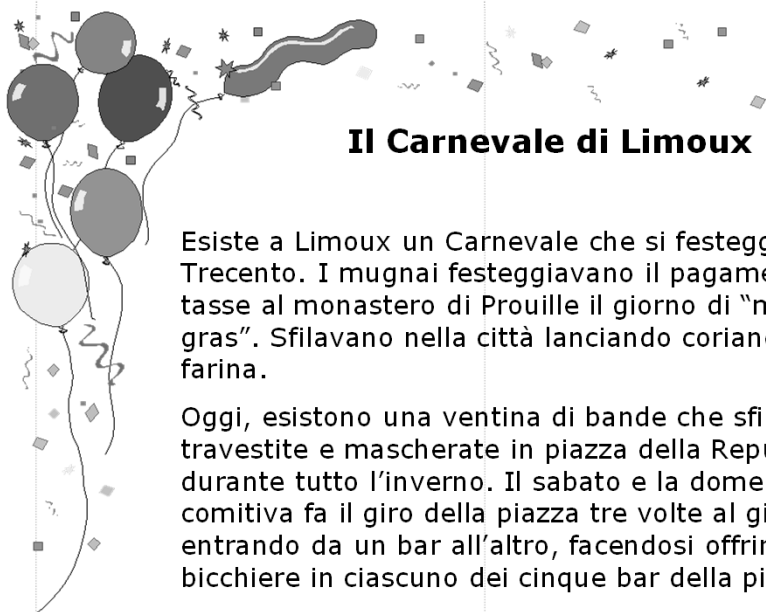 Il Carnevale di Limoux
Esiste a Limoux un Carnevale che si festegg
Trecento. I mugnai festeggiavano il pagame
tasse al monastero di Prouille il giorno di “m
gras”. Sfilavano nella città lanciando corian
farina.
Oggi, esistono una ventina di bande che sfi
travestite e mascherate in piazza della Repu
durante tutto l’inverno. Il sabato e la dome
comitiva fa il giro della piazza tre volte al gi
entrando da un bar all’altro, facendosi offrir
bicchiere in ciascuno dei cinque bar della pi